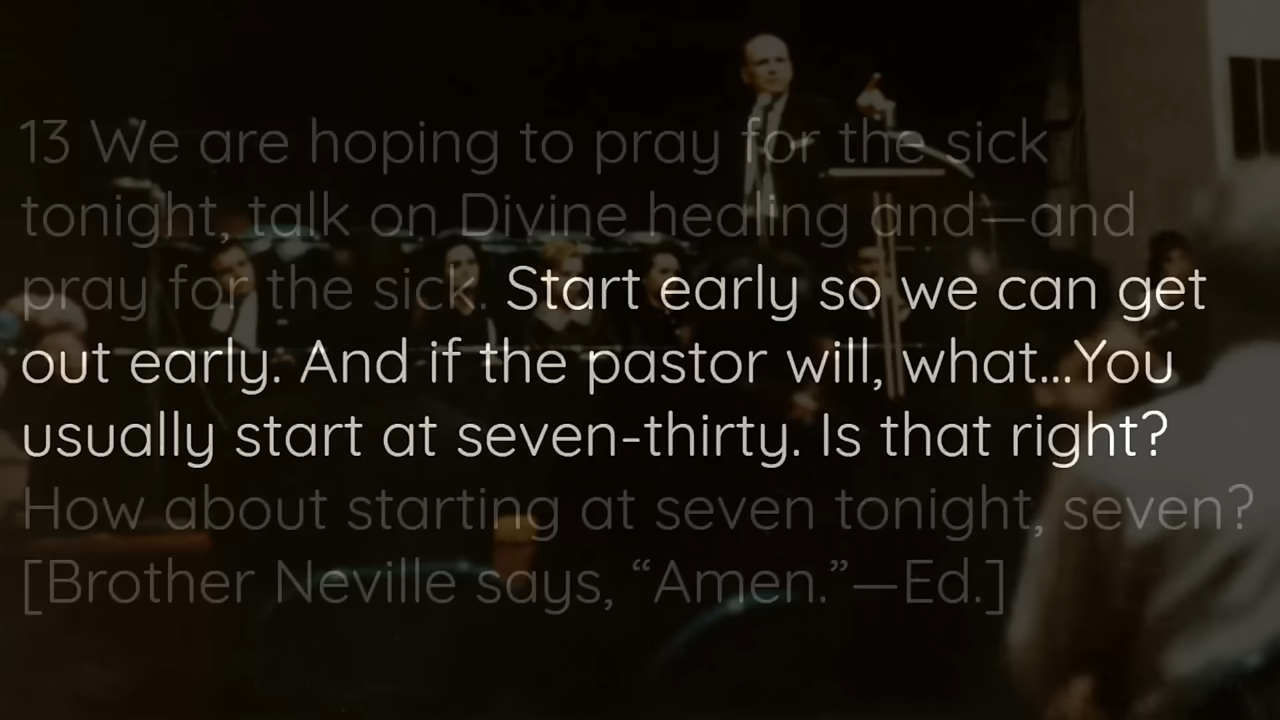 13 We are hoping to pray for the sick
tonight, talk on Divine healing and—and
pray for the sick. Start early so we can get
out early. And if the pastor will, what...You
usually start at seven-thirty. Is that right?
How about starting at seven tonight, seven?
[Brother Neville says, “Amen.”—Ed.]